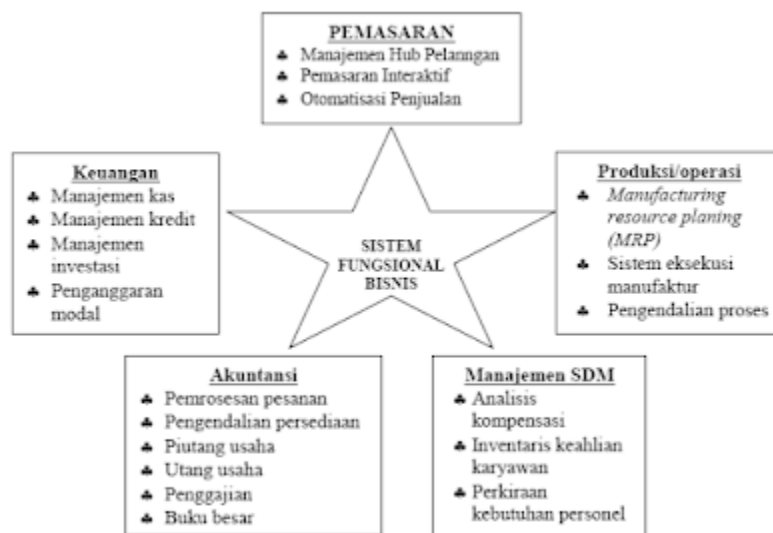 PEMASARAN
♣ Manajemen Hub Pelanngan
♣ Pemasaran Interaktif
♣ Otomatisasi Penjualan
Keuangan
♣ Manajemen kas
♣ Manajemen kredit
♣ Manajemen
investasi
♣ Penganggaran
modal
SISTEM
FUNGSIONAL
BISNIS
Produksi/operasi
♣ Manufacturing
resource planing
(MRP)
♣ Sistem eksekusi
manufaktur
♣ Pengendalian proses
Akuntansi
♣ Pemrosesan pesanan
♣ Pengendalian persediaan
♣ Piutang usaha
♣ Utang usaha
♣ Penggajian
♣ Buku besar
Manajemen SDM
♣ Analisis
kompensasi
♣ Inventaris keahlian
karyawan
♣ Perkiraan
kebutuhan personel